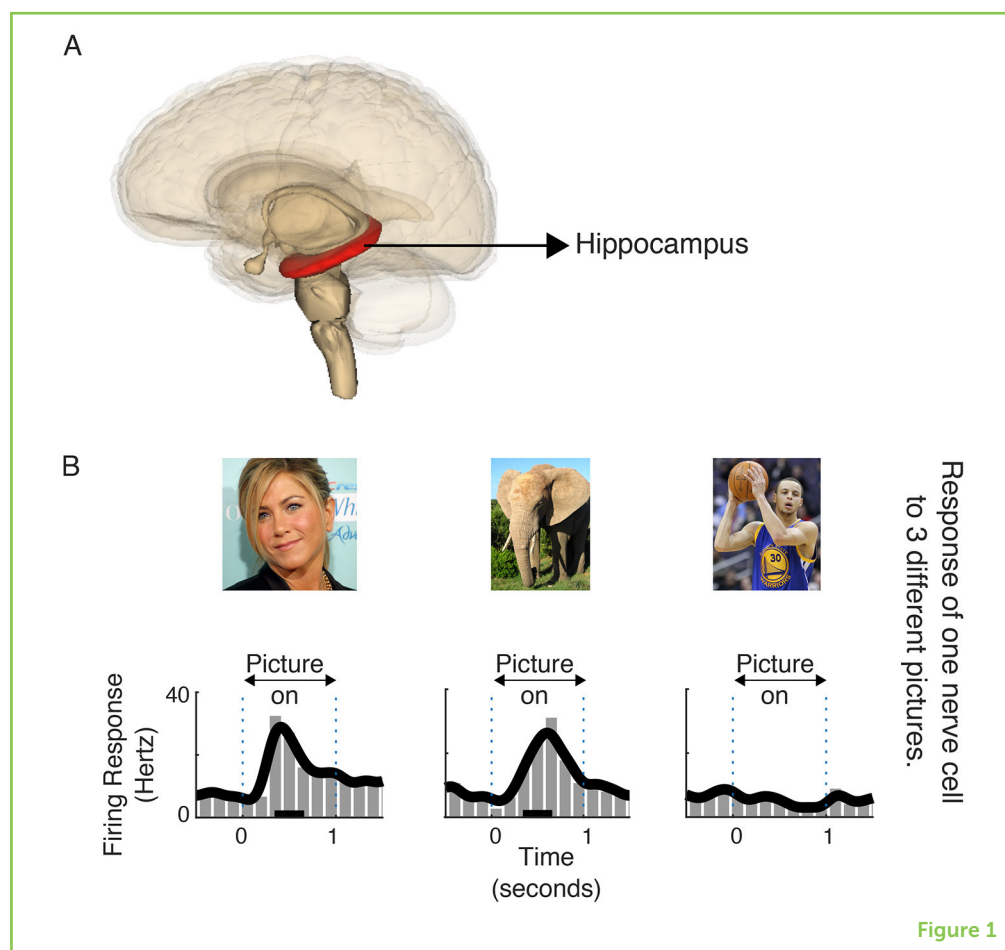 A
Hippocampus
B
Response of one nerve cell
to 3 different pictures.
30
WARRIORS
Picture
on
Picture
on
Picture
on
Firing Response
(Hertz)
40
0
0
1
0
1
0
1
Time
(seconds)
Figure 1